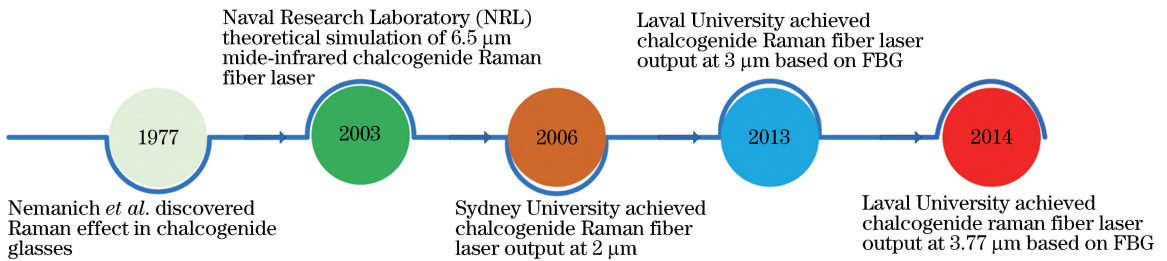 Naval Research Laboratory (NRL)
theoretical simulation of 6.5 μm
mide-infrared chalcogenide Raman
fiber laser
Laval University achieved
chalcogenide Raman fiber laser
output at 3 μm based on FBG
1977
2003
2006
2013
2014
Nemanich et al. discovered
Raman effect in chalcogenide
glasses
Sydney University achieved
chalcogenide Raman fiber
laser output at 2 μm
Laval University achieved
chalcogenide raman fiber laser
output at 3.77 μm based on FBG